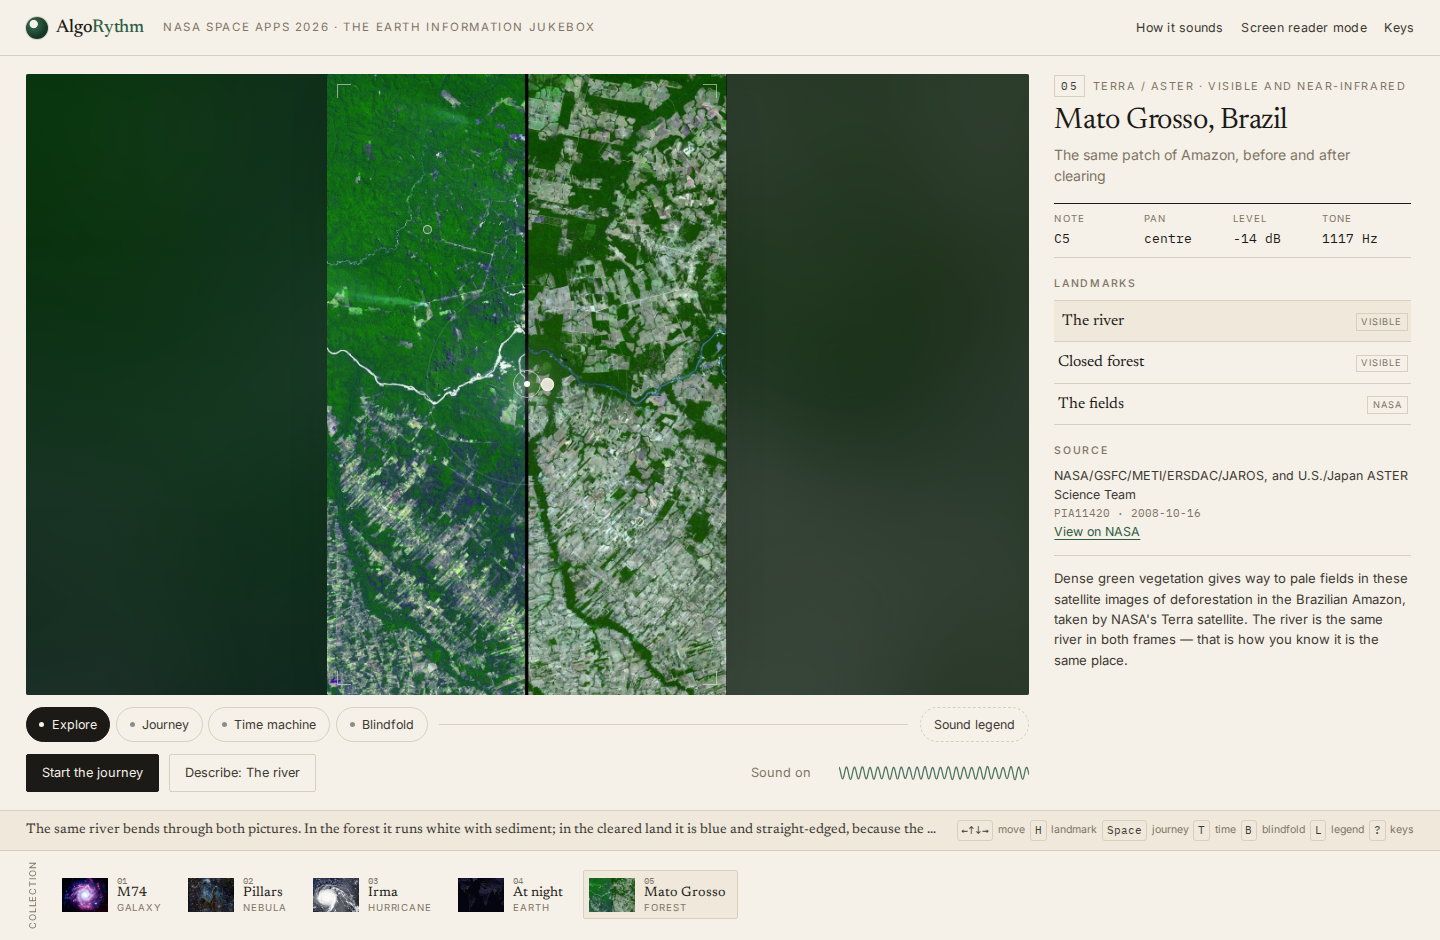 AlgoRythm
NASA SPACE APPS 2026 · THE EARTH INFORMATION JUKEBOX
How it sounds
Screen reader mode
Keys
05
TERRA / ASTER · VISIBLE AND NEAR-INFRARED
Mato Grosso, Brazil
The same patch of Amazon, before and after
clearing
NOTE PAN LEVEL TONE
C5 centre -14 dB 1117 Hz
LANDMARKS
The river VISIBLE
Closed forest VISIBLE
The fields NASA
SOURCE
NASA/GSFC/METI/ERSDAC/JAROS, and U.S./Japan ASTER
Science Team
PIA11420 · 2008-10-16
View on NASA
Dense green vegetation gives way to pale fields in these
satellite images of deforestation in the Brazilian Amazon,
taken by NASA's Terra satellite. The river is the same
river in both frames — that is how you know it is the
same place.
Explore
Journey
Time machine
Blindfold
Sound legend
Start the journey
Describe: The river
Sound on
The same river bends through both pictures. In the forest it runs white with sediment; in the cleared land it is blue and straight-edged, because the ...
←↑↓→ move H landmark Space journey T time B blindfold L legend ? keys
COLLECTION
01
M74
GALAXY
02
Pillars
NEBULA
03
Irma
HURRICANE
04
At night
EARTH
05
Mato Grosso
FOREST